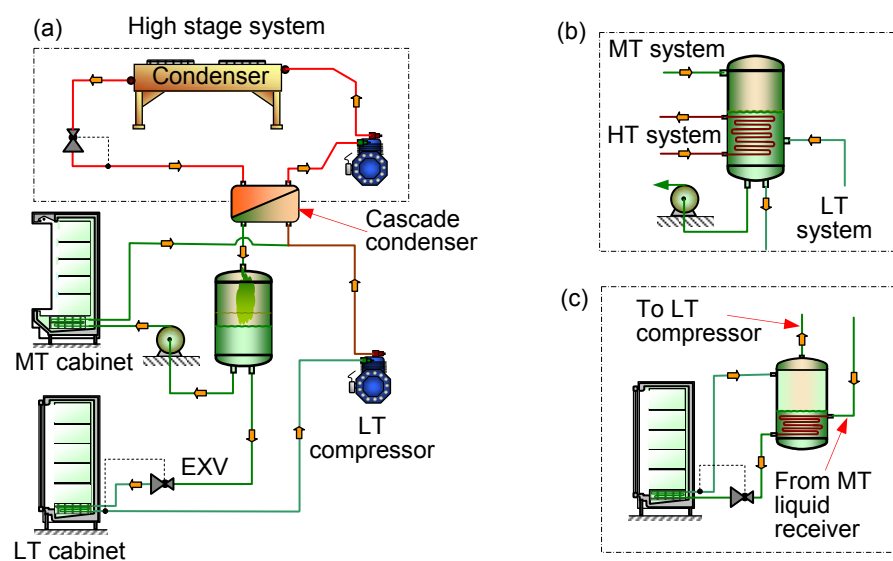 (a)
High stage system
Condenser
Cascade
condenser
MT cabinet
LT
compressor
EXV
LT cabinet
(b)
MT system
HT system
LT
system
(c)
To LT
compressor
From MT
liquid
receiver